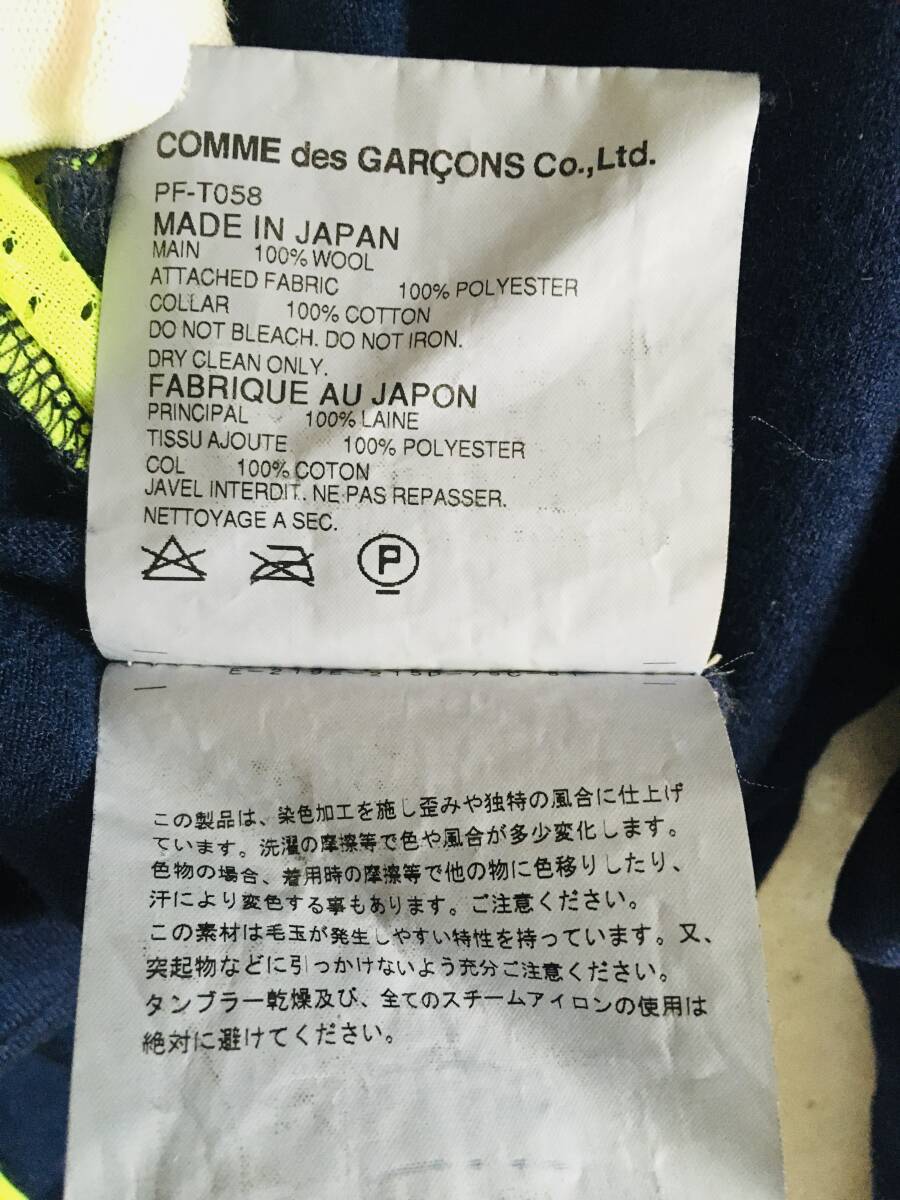 COMME des GARÇONS Co.,Ltd.
PF-T058
MADE IN JAPAN
MAIN 100% WOOL
ATTACHED FABRIC 100% POLYESTER
COLLAR 100% COTTON
DO NOT BLEACH. DO NOT IRON.
DRY CLEAN ONLY.
FABRIQUE AU JAPON
PRINCIPAL 100% LAINE
TISSU AJOUTE 100% POLYESTER
COL 100% COTON
JAVEL INTERDIT. NE PAS REPASSER.
NETTOYAGE A SEC.
P
この製品は、染色加工を施し歪みや独特の風合に仕上げ
ています。洗濯の摩擦等で色や風合が多少変化します。
色物の場合、着用時の摩擦等で他の物に色移りしたり、
汗により変色する事もあります。ご注意ください。
この素材は毛玉が発生しやすい特性を持っています。又、
突起物などに引っかけないよう充分ご注意ください。
タンブラー乾燥及び、全てのスチームアイロンの使用は
絶対に避けてください。